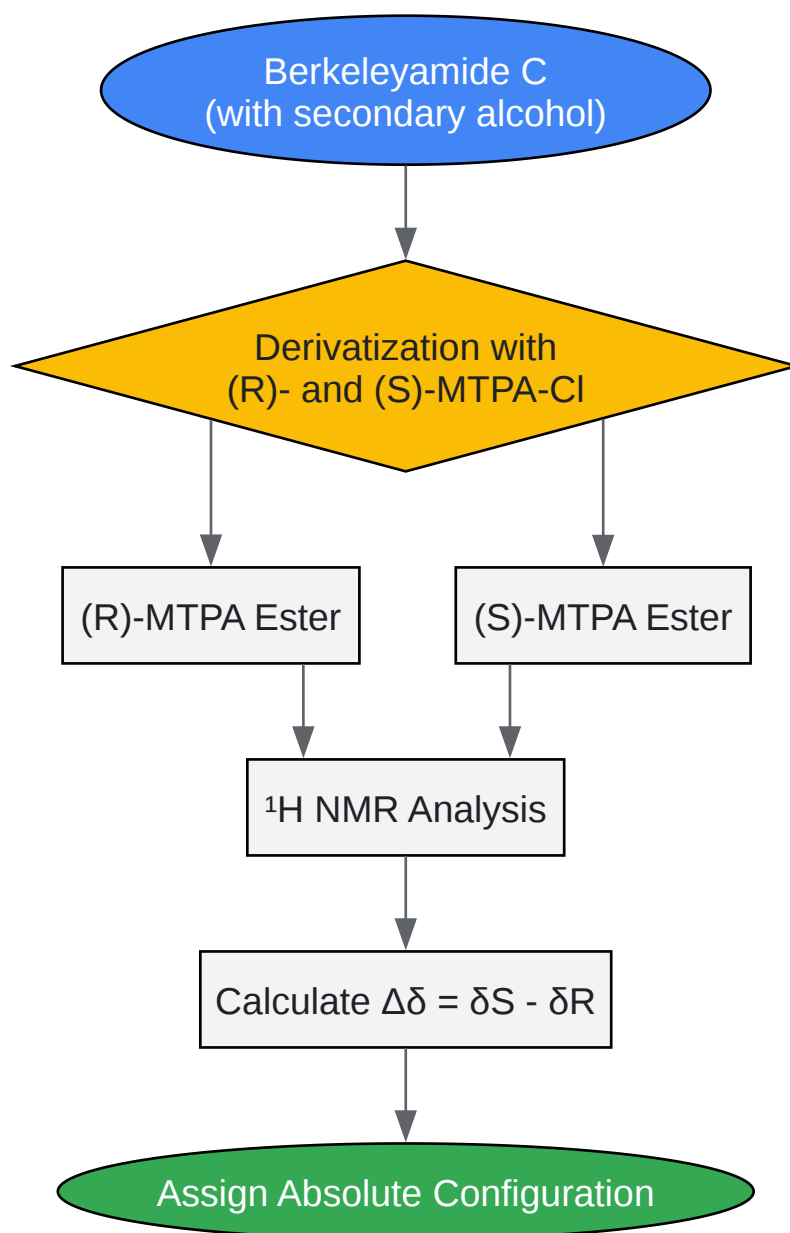 Berkeleyamide C
(with secondary alcohol)
Derivatization with
(R)- and (S)-MTPA-Cl
(R)-MTPA Ester
(S)-MTPA Ester
¹H NMR Analysis
Calculate Δδ = δS - δR
Assign Absolute Configuration